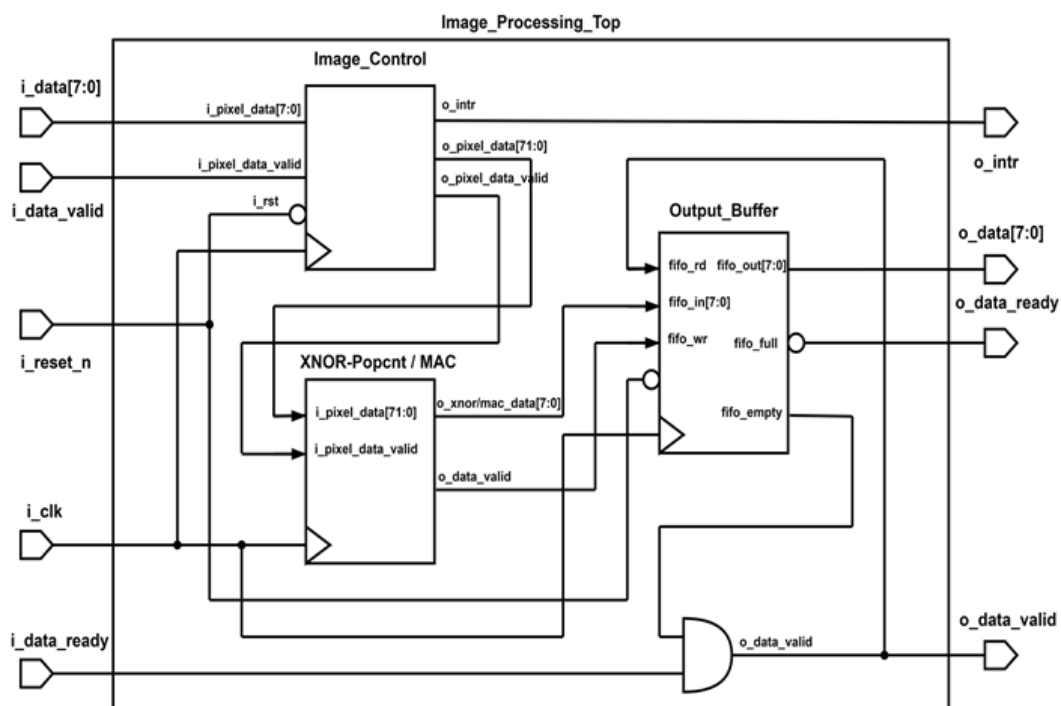 Image_Processing_Top
Image_Control
i_data[7:0]
i_pixel_data[7:0]
o_intr
o_pixel_data[71:0]
i_pixel_data_valid
o_pixel_data_valid
i_data_valid
i_rst
o_intr
Output_Buffer
o_data[7:0]
fifo_rd
fifo_out[7:0]
fifo_in[7:0]
o_data_ready
fifo_wr
fifo_full
i_reset_n
XNOR-Popcnt / MAC
o_xnor/mac_data[7:0]
i_pixel_data[71:0]
fifo_empty
i_pixel_data_valid
o_data_valid
i_clk
i_data_ready
o_data_valid
o_data_valid